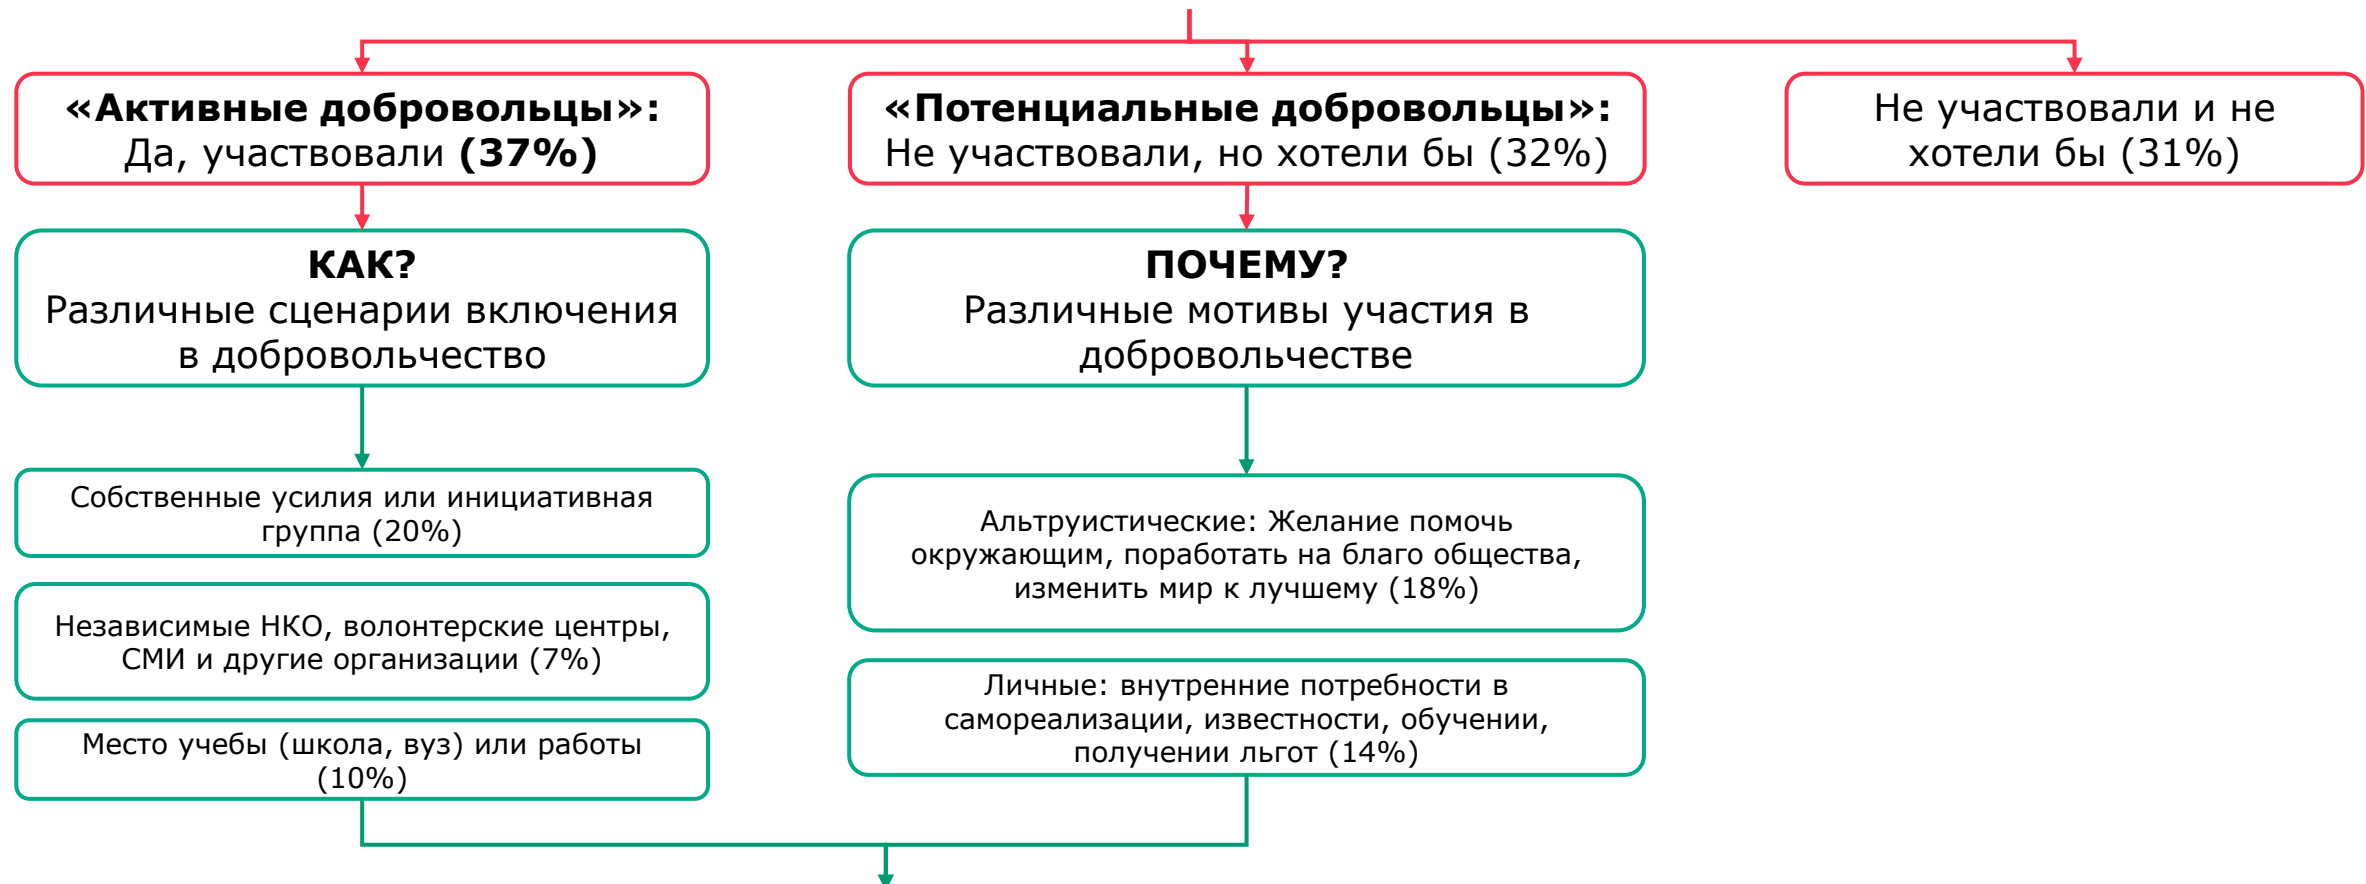 «Активные добровольцы»:
Да, участвовали (37%)
«Потенциальные добровольцы»:
Не участвовали, но хотели бы (32%)
Не участвовали и не
хотели бы (31%)
КАК?
Различные сценарии включения
в добровольчество
ПОЧЕМУ?
Различные мотивы участия в
добровольчестве
Собственные усилия или инициативная
группа (20%)
Независимые НКО, волонтерские центры,
СМИ и другие организации (7%)
Место учебы (школа, вуз) или работы
(10%)
Альтруистические: Желание помочь
окружающим, поработать на благо общества,
изменить мир к лучшему (18%)
Личные: внутренние потребности в
самореализации, известности, обучении,
получении льгот (14%)